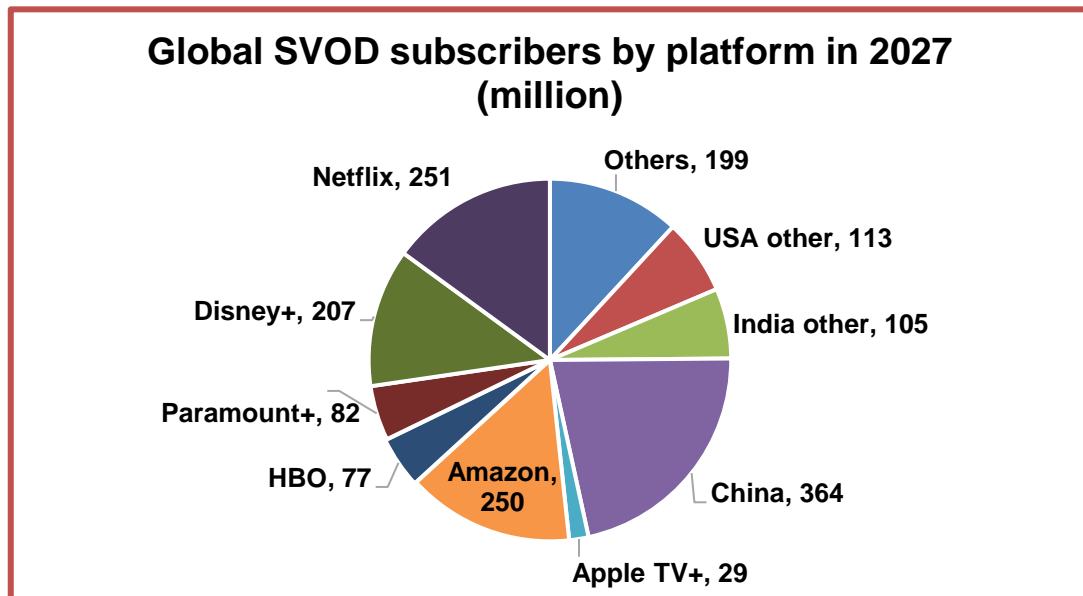 Global SVOD subscribers by platform in 2027
(million)
Netflix, 251
Others, 199
USA other, 113
Disney+, 207
India other, 105
Paramount+, 82
HBO, 77
Amazon,
250
China, 364
Apple TV+, 29